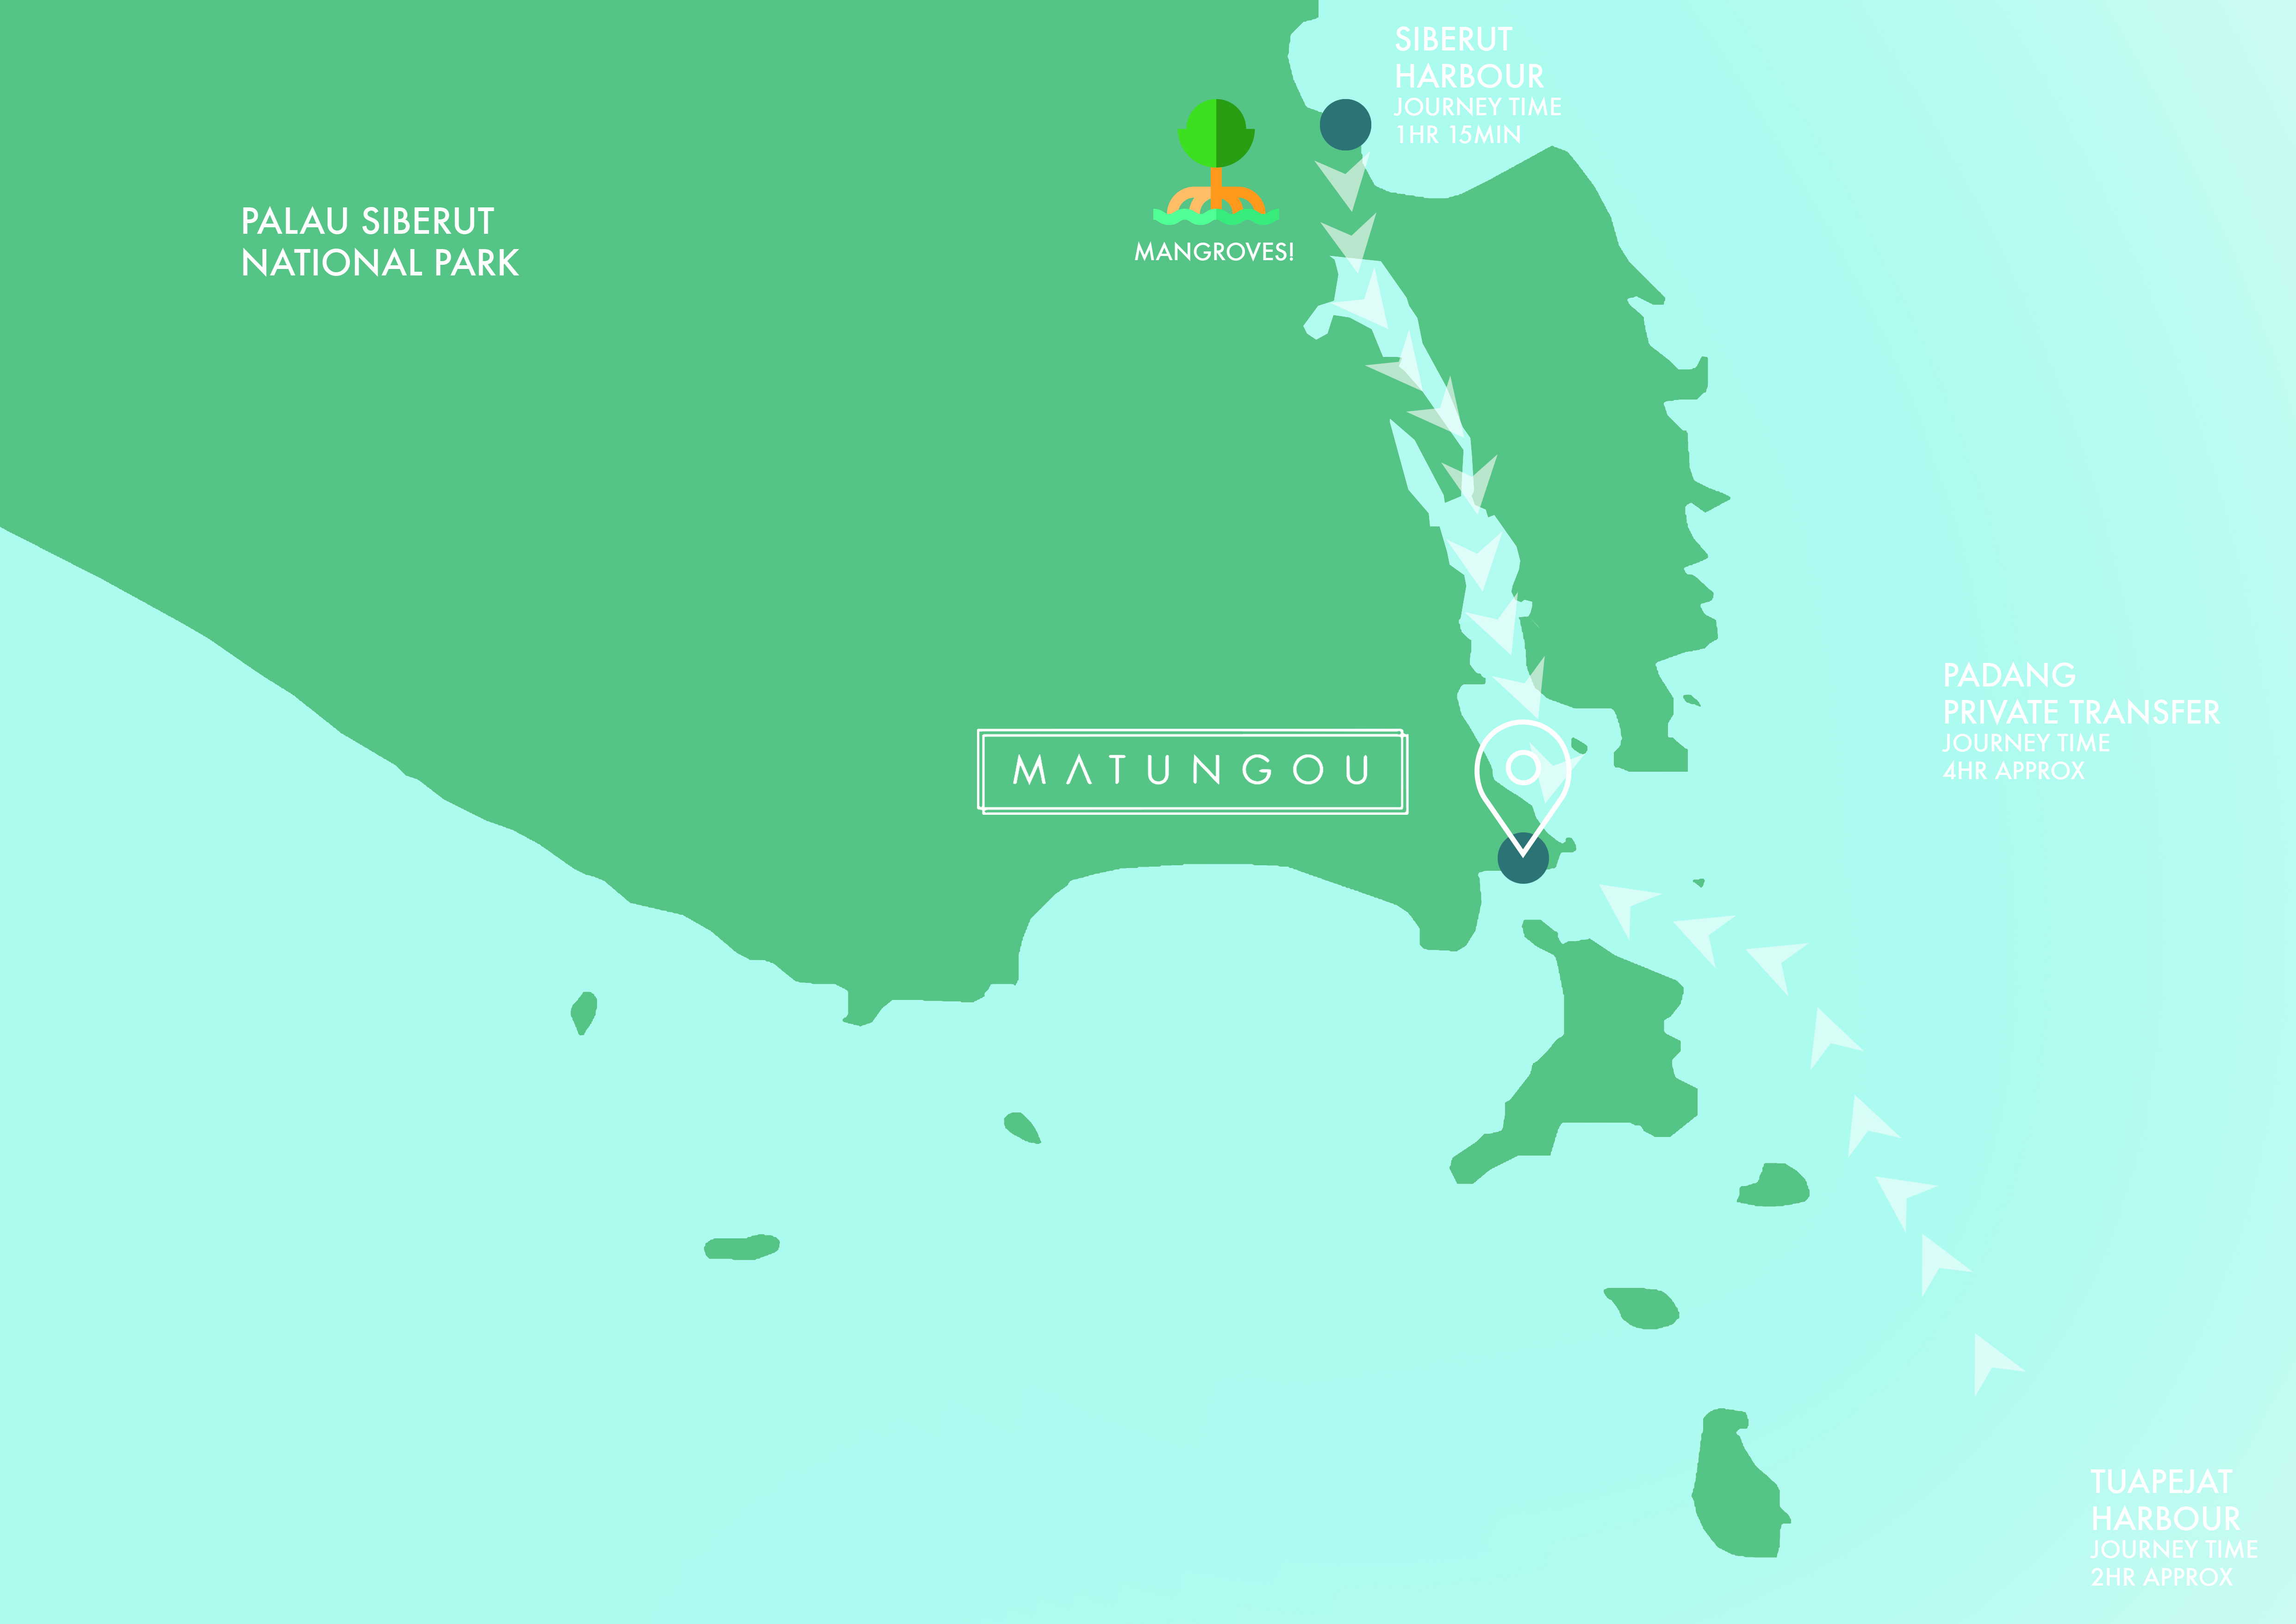 SIBERUT
HARBOUR
JOURNEY TIME
1HR 15MIN
PALAU SIBERUT
NATIONAL PARK
MANGROVES!
PADANG
PRIVATE TRANSFER
JOURNEY TIME
4HR APPROX
MATUNGOU
TUAPEJAT
HARBOUR
JOURNEY TIME
2HR APPROX